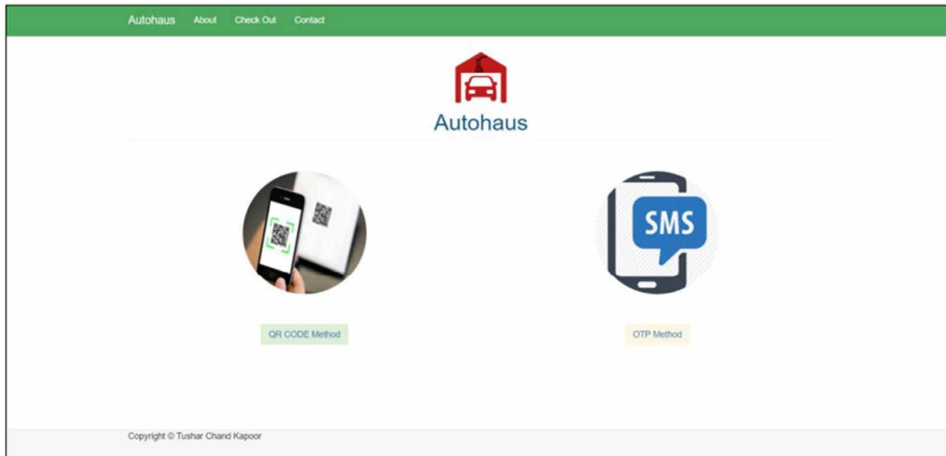 Autohaus About Check Out Contact
Autohaus
SMS
QR CODE Method
OTP Method
Copyright © Tushar Chand Kapoor